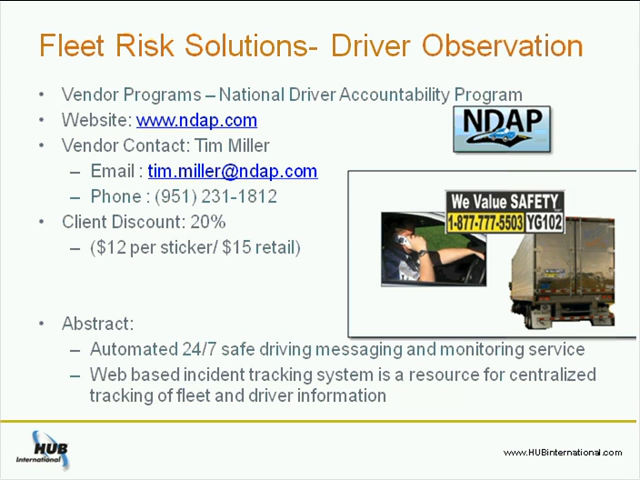 Fleet Risk Solutions- Driver Observation
• Vendor Programs – National Driver Accountability Program
• Website: www.ndap.com
• Vendor Contact: Tim Miller
– Email : tim.miller@ndap.com
– Phone : (951) 231-1812
• Client Discount: 20%
– ($12 per sticker/ $15 retail)
NDAP
We Value SAFETY
1-877-777-5503 YG102
• Abstract:
– Automated 24/7 safe driving messaging and monitoring service
– Web based incident tracking system is a resource for centralized
tracking of fleet and driver information
HUB
International
www.HUBinternational.com